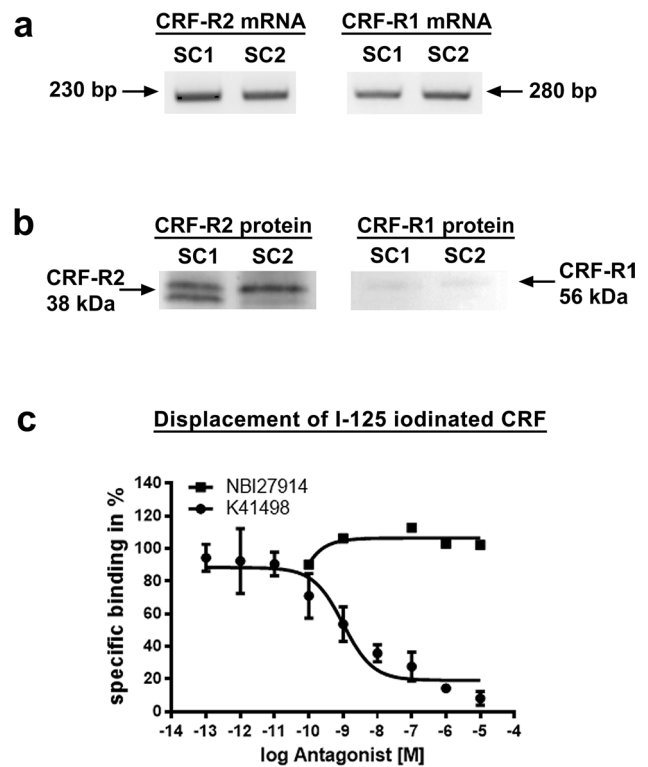 a
CRF-R2 mRNA
CRF-R1 mRNA
SC1 SC2
SC1 SC2
230 bp
280 bp
b
CRF-R2 protein
CRF-R1 protein
SC1 SC2
SC1 SC2
CRF-R2
38 kDa
CRF-R1
56 kDa
c
Displacement of I-125 iodinated CRF
NBI27914
K41498
specific binding in %
140
120
100
80
60
40
20
0
-14 -13 -12 -11 -10 -9 -8 -7 -6 -5 -4
log Antagonist [M]